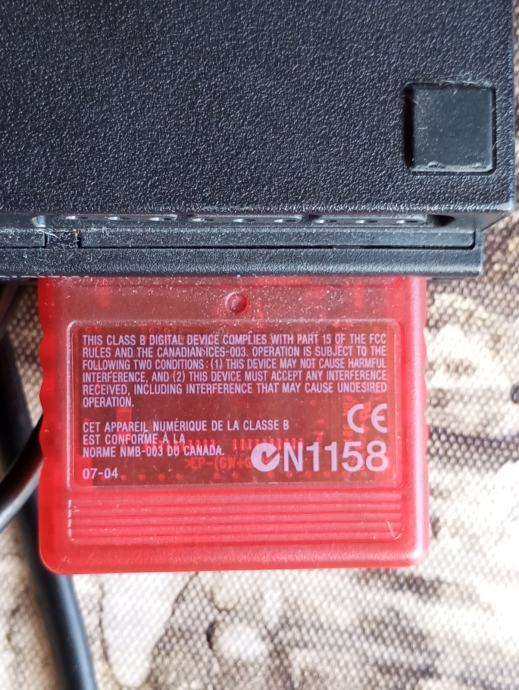 THIS CLASS B DIGITAL DEVICE COMPLIES WITH PART 15 OF THE FCC
RULES AND THE CANADIAN ICES-003. OPERATION IS SUBJECT TO THE
FOLLOWING TWO CONDITIONS: (1) THIS DEVICE MAY NOT CAUSE HARMFUL
INTERFERENCE, AND (2) THIS DEVICE MUST ACCEPT ANY INTERFERENCE
RECEIVED, INCLUDING INTERFERENCE THAT MAY CAUSE UNDESIRED
OPERATION.
CET APPAREIL NUMÉRIQUE DE LA CLASSE B
EST CONFORME À LA
NORME NMB-003 DU CANADA.
CE
N1158
07-04